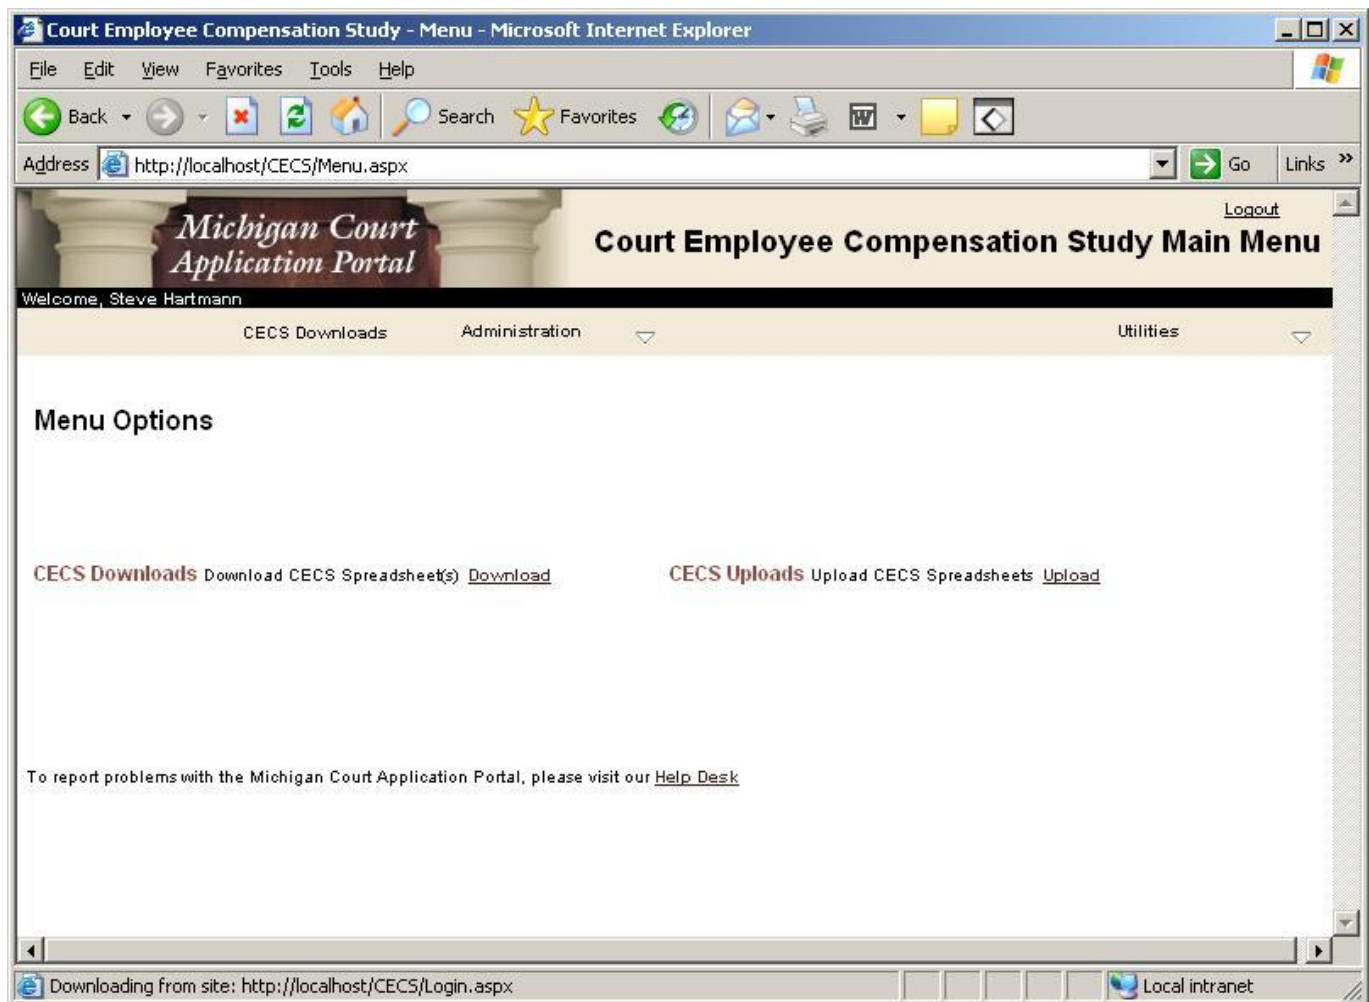 Court Employee Compensation Study - Menu - Microsoft Internet Explorer
File Edit View Favorites Tools Help
Back Search Favorites
Address http://localhost/CECS/Menu.aspx Go Links »
Logout
Michigan Court
Application Portal
Court Employee Compensation Study Main Menu
Welcome, Steve Hartmann
CECS Downloads Administration Utilities
Menu Options
CECS Downloads Download CECS Spreadsheet(s) Download CECS Uploads Upload CECS Spreadsheets Upload
To report problems with the Michigan Court Application Portal, please visit our Help Desk
Downloading from site: http://localhost/CECS/Login.aspx Local intranet